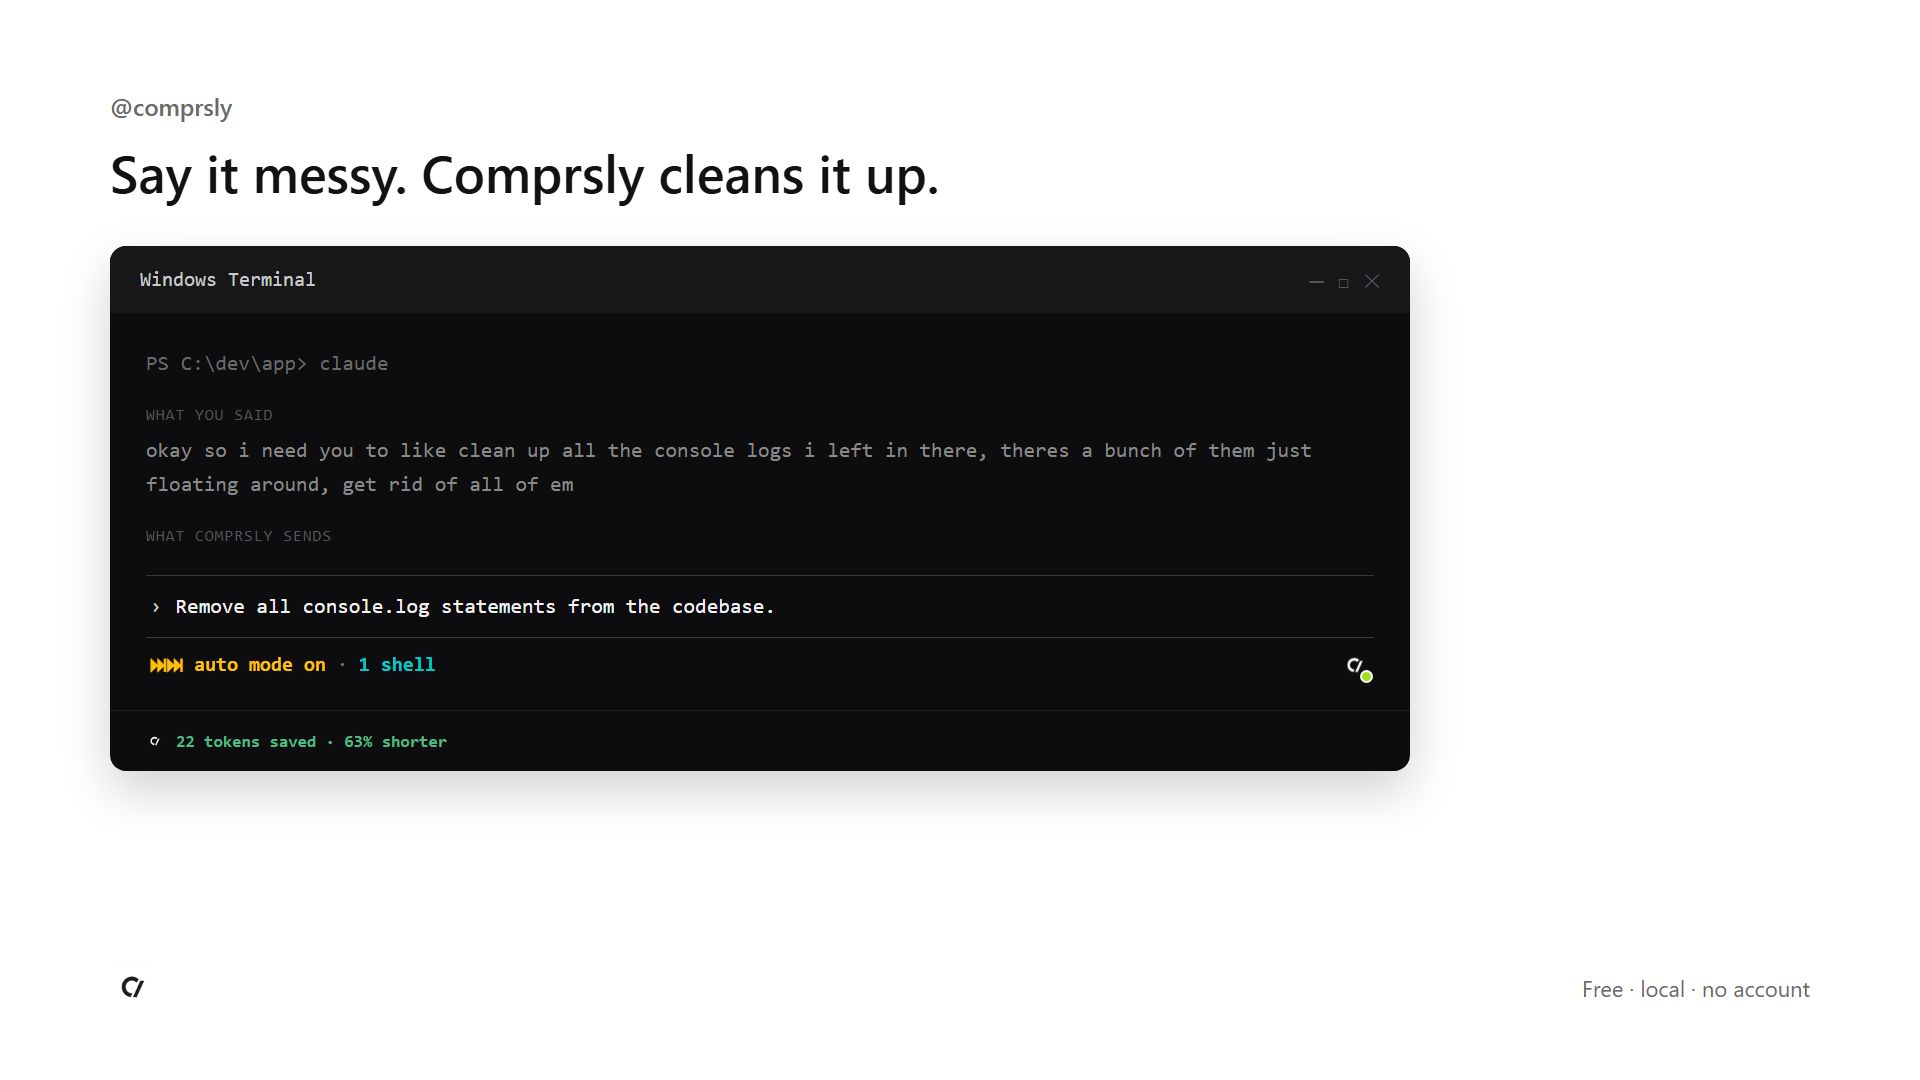 @comprsly
Say it messy. Comprsly cleans it up.
Windows Terminal
PS C:\dev\app> claude
WHAT YOU SAID
okay so i need you to like clean up all the console logs i left in there, theres a bunch of them just
floating around, get rid of all of em
WHAT COMPRSLY SENDS
› Remove all console.log statements from the codebase.
⏭⏭ auto mode on · 1 shell
22 tokens saved · 63% shorter
Free · local · no account